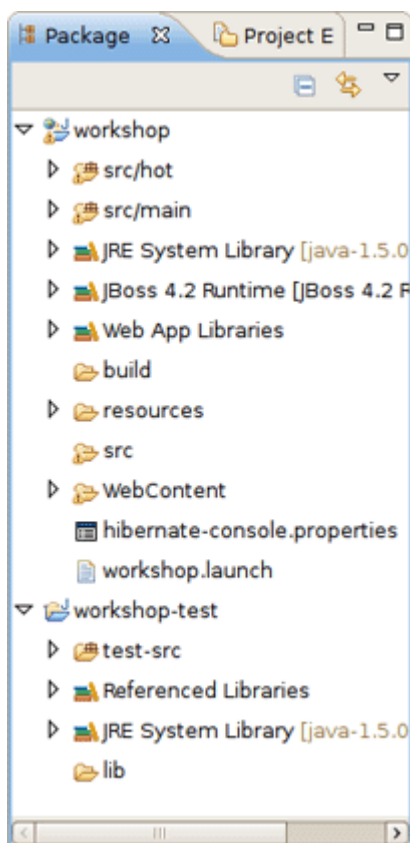 Package Project E
workshop
src/hot
src/main
JRE System Library [java-1.5.0
JBoss 4.2 Runtime [JBoss 4.2 R
Web App Libraries
build
resources
src
WebContent
hibernate-console.properties
workshop.launch
workshop-test
test-src
Referenced Libraries
JRE System Library [java-1.5.0
lib